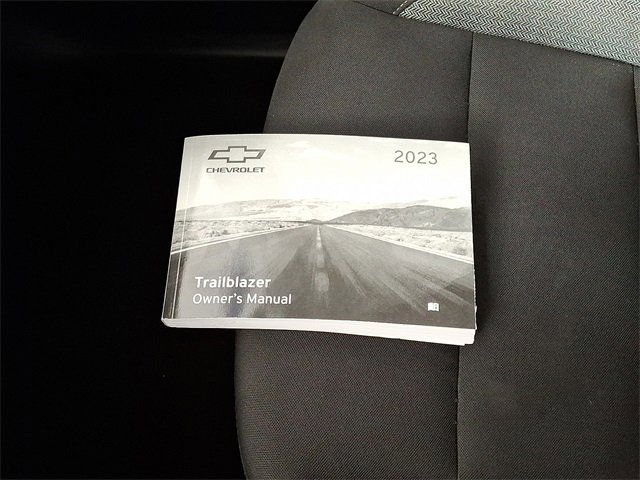 CHEVROLET
2023
Trailblazer
Owner's Manual